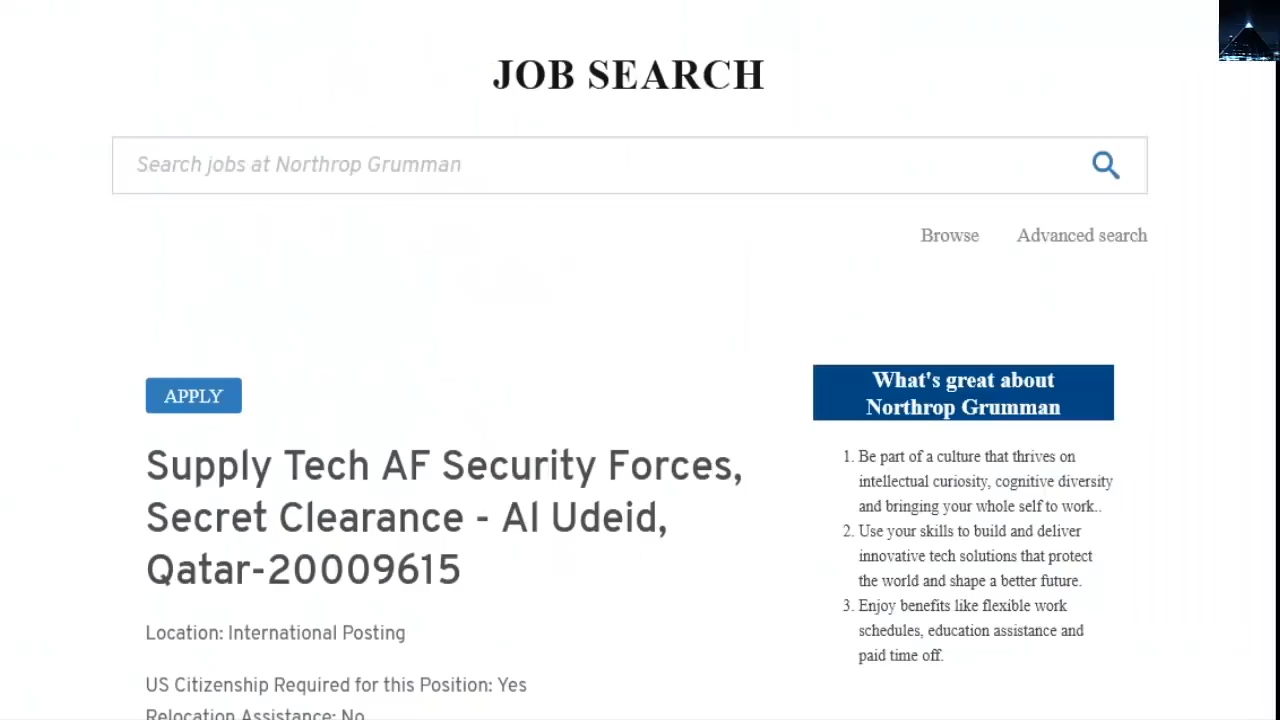 JOB SEARCH
Search jobs at Northrop Grumman
Browse Advanced search
APPLY
Supply Tech AF Security Forces,
Secret Clearance - Al Udeid,
Qatar-20009615
Location: International Posting
US Citizenship Required for this Position: Yes
Relocation Assistance: No
What's great about
Northrop Grumman
1. Be part of a culture that thrives on
intellectual curiosity, cognitive diversity
and bringing your whole self to work..
2. Use your skills to build and deliver
innovative tech solutions that protect
the world and shape a better future.
3. Enjoy benefits like flexible work
schedules, education assistance and
paid time off.